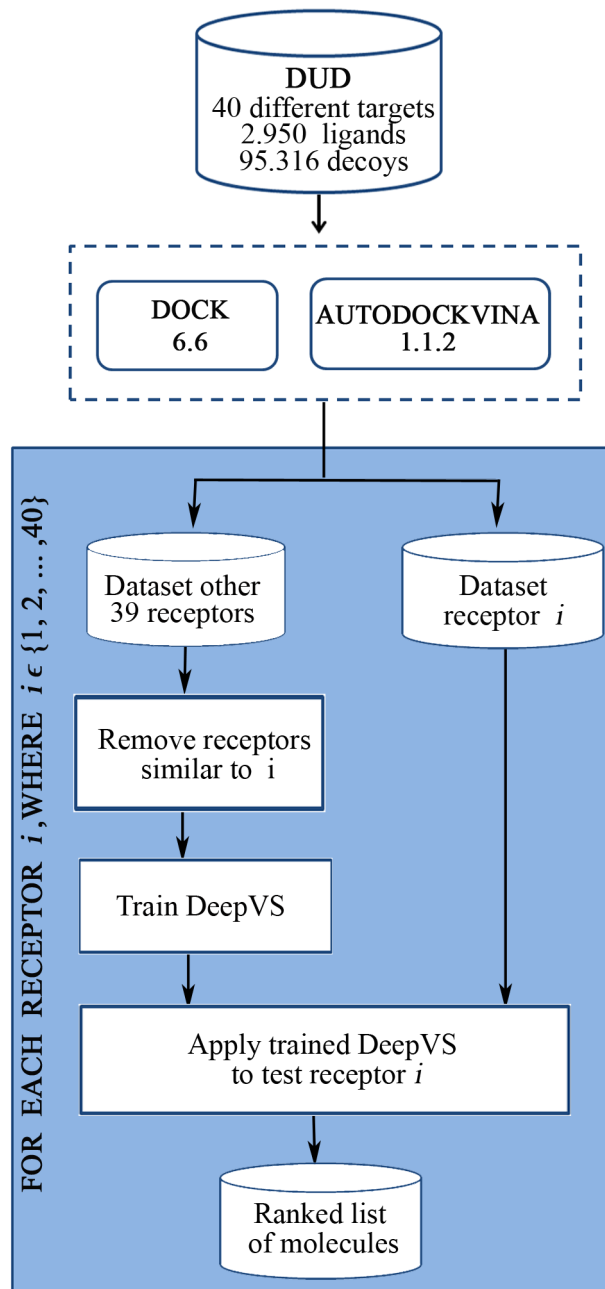 DUD
40 different targets
2.950 ligands
95.316 decoys
DOCK
6.6
AUTODOCKVINA
1.1.2
FOR EACH RECEPTOR i, WHERE i ϵ {1, 2, ... ,40}
Dataset other
39 receptors
Dataset
receptor i
Remove receptors
similar to i
Train DeepVS
Apply trained DeepVS
to test receptor i
Ranked list
of molecules